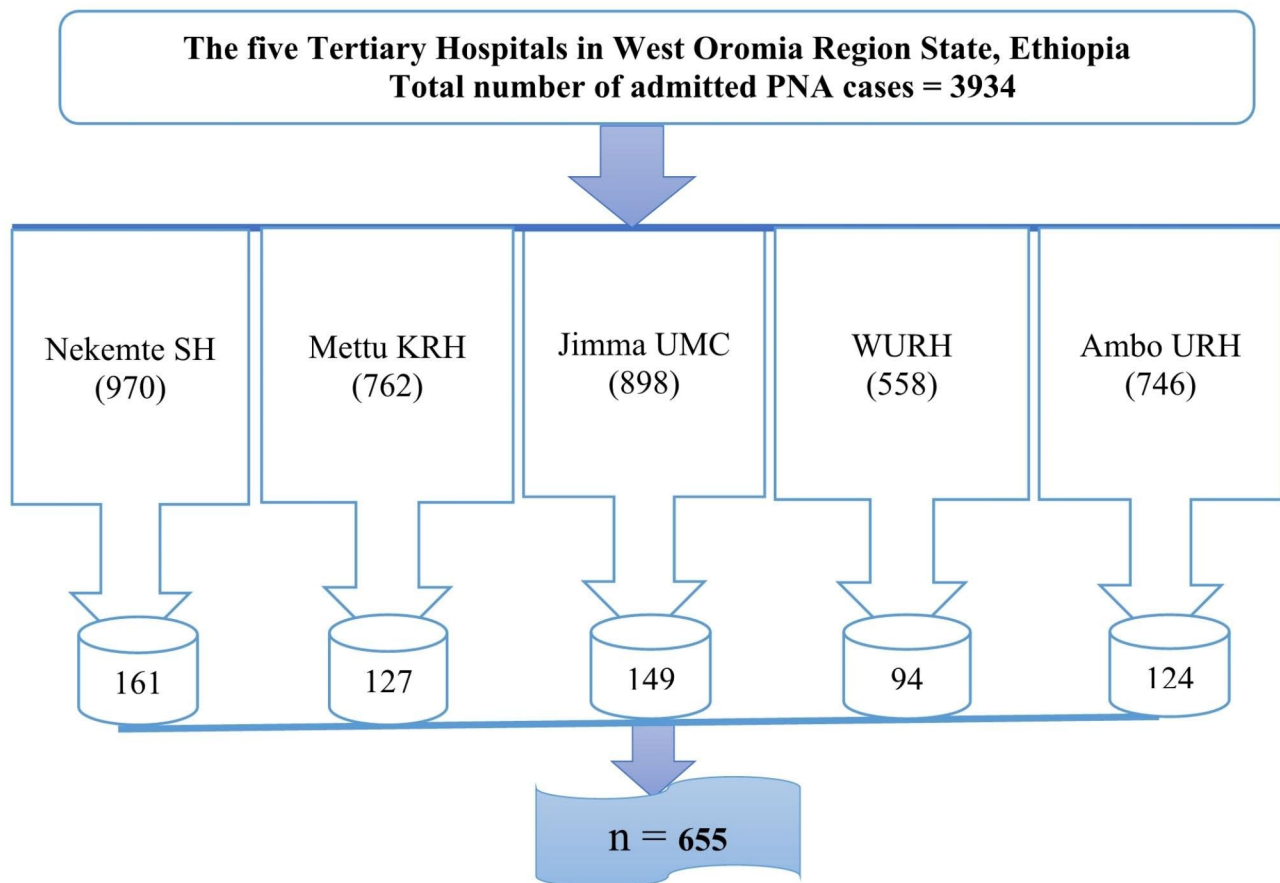 The five Tertiary Hospitals in West Oromia Region State, Ethiopia
Total number of admitted PNA cases = 3934
Nekemte SH
(970)
Mettu KRH
(762)
Jimma UMC
(898)
WURH
(558)
Ambo URH
(746)
161
127
149
94
124
n = 655